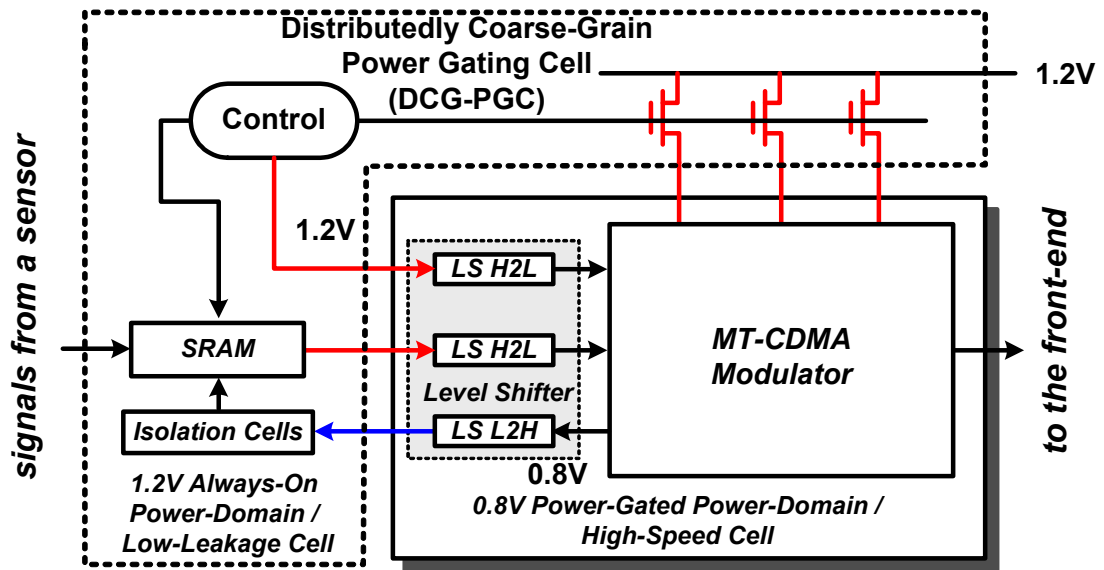 Distributedly Coarse-Grain
Power Gating Cell
(DCG-PGC)
1.2V
Control
1.2V
signals from a sensor
LS H2L
SRAM
LS H2L
Level Shifter
Isolation Cells
LS L2H
0.8V
MT-CDMA
Modulator
to the front-end
1.2V Always-On
Power-Domain /
Low-Leakage Cell
0.8V Power-Gated Power-Domain /
High-Speed Cell